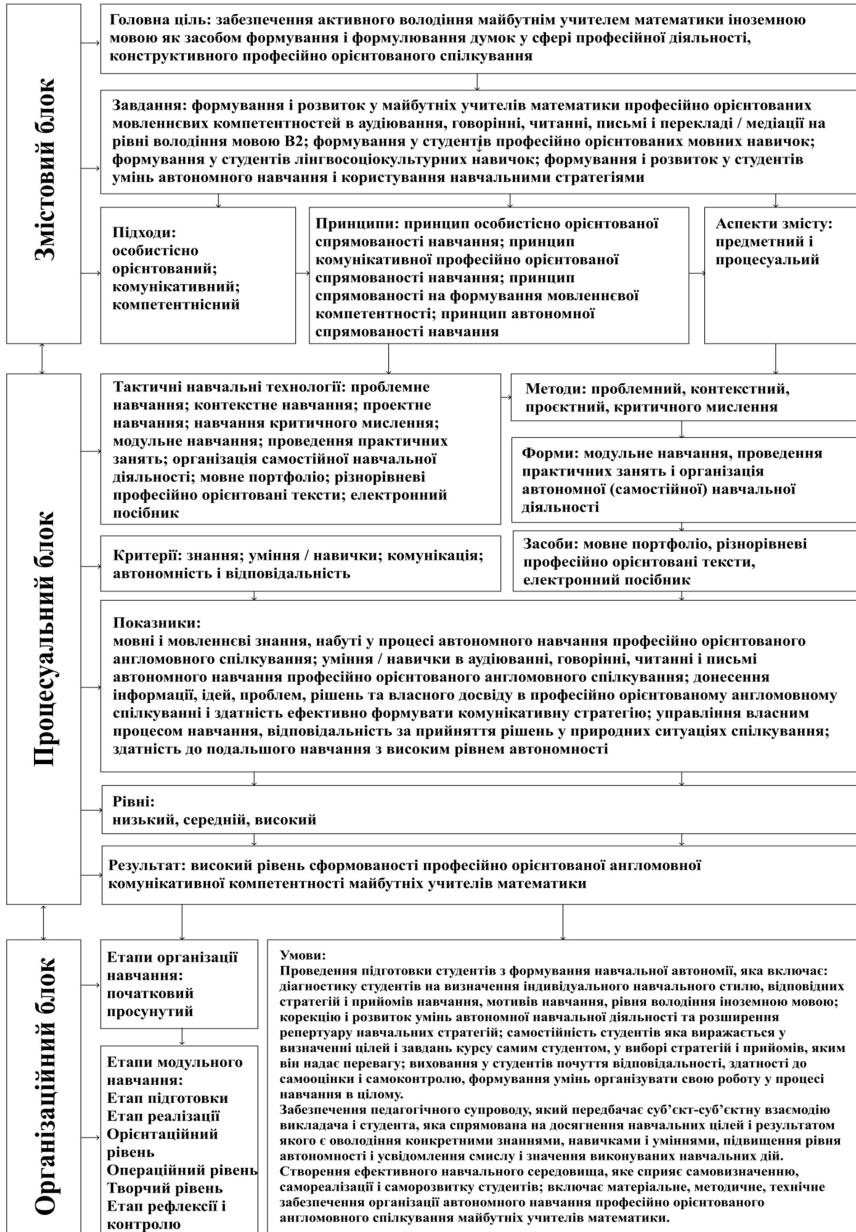 Змістовий блок
Головна ціль: забезпечення активного володіння майбутнім учителем математики іноземною
мовою як засобом формування і формулювання думок у сфері професійної діяльності,
конструктивного професійно орієнтованого спілкування
Завдання: формування і розвиток у майбутніх учителів математики професійно орієнтованих
мовленнєвих компетентностей в аудіювання, говорінні, читанні, письмі і перекладі / медіації на
рівні володіння мовою В2; формування у студентів професійно орієнтованих мовних навичок;
формування у студентів лінгвосоціокультурних навичок; формування і розвиток у студентів
умінь автономного навчання і користування навчальними стратегіями
Підходи:
особистісно
орієнтований;
комунікативний;
компетентнісний
Принципи: принцип особистісно орієнтованої
спрямованості навчання; принцип
комунікативної професійно орієнтованої
спрямованості навчання; принцип
спрямованості на формування мовленнєвої
компетентності; принцип автономної
спрямованості навчання
Аспекти змісту:
предметний і
процесуальий
Процесуальний блок
Тактичні навчальні технології: проблемне
навчання; контекстне навчання; проектне
навчання; навчання критичного мислення;
модульне навчання; проведення практичних
занять; організація самостійної навчальної
діяльності; мовне портфоліо; різнорівневі
професійно орієнтовані тексти; електронний
посібник
Методи: проблемний, контекстний,
проєктний, критичного мислення
Форми: модульне навчання, проведення
практичних занять і організація
автономної (самостійної) навчальної
діяльності
Критерії: знання; уміння / навички; комунікація;
автономність і відповідальність
Засоби: мовне портфоліо, різнорівневі
професійно орієнтовані тексти,
електронний посібник
Показники:
мовні і мовленнєві знання, набуті у процесі автономного навчання професійно орієнтованого
англомовного спілкування; уміння / навички в аудіюванні, говорінні, читанні і письмі
автономного навчання професійно орієнтованого англомовного спілкування; донесення
інформації, ідей, проблем, рішень та власного досвіду в професійно орієнтованому англомовному
спілкуванні і здатність ефективно формувати комунікативну стратегію; управління власним
процесом навчання, відповідальність за прийняття рішень у природних ситуаціях спілкування;
здатність до подальшого навчання з високим рівнем автономності
Рівні:
низький, середній, високий
Результат: високий рівень сформованості професійно орієнтованої англомовної
комунікативної компетентності майбутніх учителів математики
Організаційний блок
Етапи організації
навчання:
початковий
просунутий
Етапи модульного
навчання:
Етап підготовки
Етап реалізації
Орієнтаційний
рівень
Операційний рівень
Творчий рівень
Етап рефлексії і
контролю
Умови:
Проведення підготовки студентів з формування навчальної автономії, яка включає:
діагностику студентів на визначення індивідуального навчального стилю, відповідних
стратегій і прийомів навчання, мотивів навчання, рівня володіння іноземною мовою;
корекцію і розвиток умінь автономної навчальної діяльності та розширення
репертуару навчальних стратегій; самостійність студентів яка виражається у
визначенні цілей і завдань курсу самим студентом, у виборі стратегій і прийомів, яким
він надає перевагу; виховання у студентів почуття відповідальності, здатності до
самооцінки і самоконтролю, формування умінь організувати свою роботу у процесі
навчання в цілому.
Забезпечення педагогічного супроводу, який передбачає суб’єкт-суб’єктну взаємодію
викладача і студента, яка спрямована на досягнення навчальних цілей і результатом
якого є оволодіння конкретними знаннями, навичками і уміннями, підвищення рівня
автономності і усвідомлення смислу і значення виконуваних навчальних дій.
Створення ефективного навчального середовища, яке сприяє самовизначенню,
самореалізації і саморозвитку студентів; включає матеріальне, методичне, технічне
забезпечення організації автономного навчання професійно орієнтованого
англомовного спілкування майбутніх учителів математики.